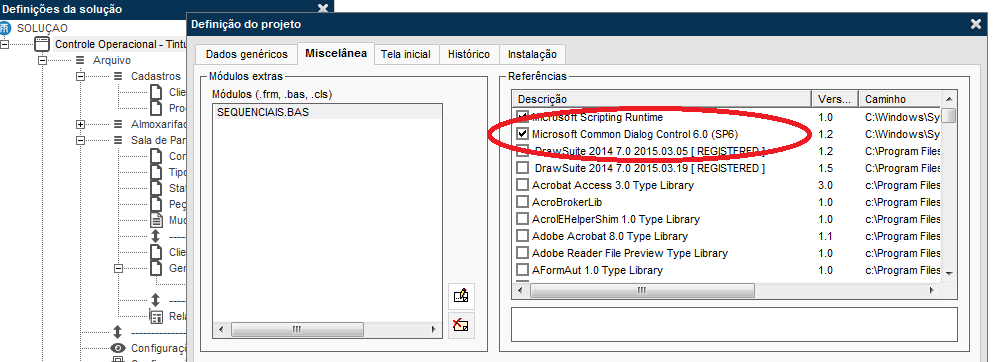 Definições da solução
SOLUÇAO
Controle Operacional - Tintu
Arquivo
Cadastros
Clie
Pro
Almoxarifad
Sala de Par
Con
Tipo
Stat
Peç
Mud
Clie
Ger
Rela
Configuraçã
Definição do projeto
Dados genéricos
Miscelânea
Tela inicial
Histórico
Instalação
Módulos extras
Módulos (.frm, .bas, .cls)
SEQUENCIAIS.BAS
Referências
Descrição Vers... Caminho
Microsoft Scripting Runtime 1.0 C:\Windows\Sy
Microsoft Common Dialog Control 6.0 (SP6) 1.2 C:\Windows\Sy
DrawSuite 2014 7.0 2015.03.05 [ REGISTERED ] 1.2 c:\Program Files
DrawSuite 2014 7.0 2015.03.19 [ REGISTERED ] 1.5 c:\Program Files
Acrobat Access 3.0 Type Library 3.0 c:\Program Files
AcroBrokerLib 1.0 c:\Program Files
AcroIEHelperShim 1.0 Type Library 1.0 c:\Program Files
Adobe Acrobat 8.0 Type Library 1.1 c:\Program Files
Adobe Reader File Preview Type Library 1.0 c:\Program Files
AFormAut 1.0 Type Library 1.0 c:\Program Files